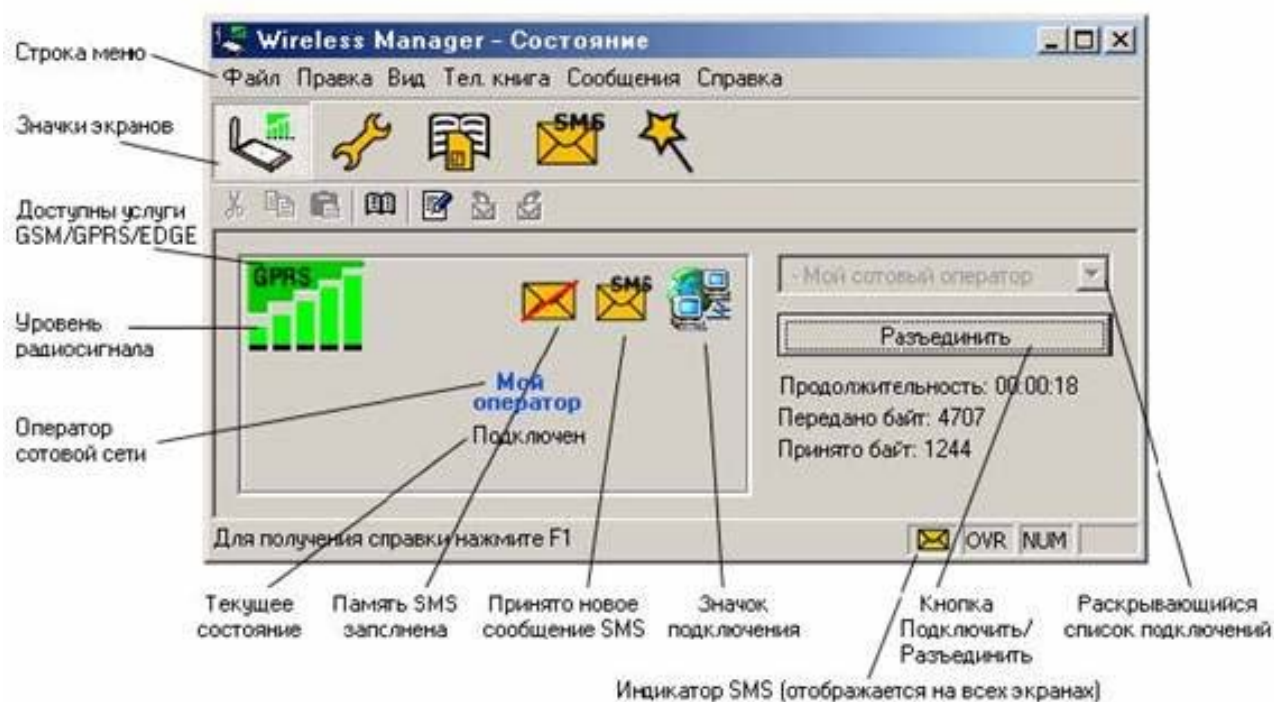 Wireless Manager - Состояние
Строка меню
Файл Правка Вид Тел. книга Сообщения Справка
Значки экранов
SMS
Доступны услуги
GSM/GPRS/EDGE
GPRS
SMS
- Мой сотовый оператор
Уровень
радиосигнала
Разъединить
Мой
оператор
Продолжительность: 00:00:18
Передано байт: 4707
Принято байт: 1244
Оператор
сотовой сети
Подключен
Для получения справки нажмите F1
OVR NUM
Текущее
состояние
Память SMS
заполнена
Принято новое
сообщение SMS
Значок
подключения
Кнопка
Подключить/
Разъединить
Раскрывающийся
список подключений
Индикатор SMS (отображается на всех экранах)